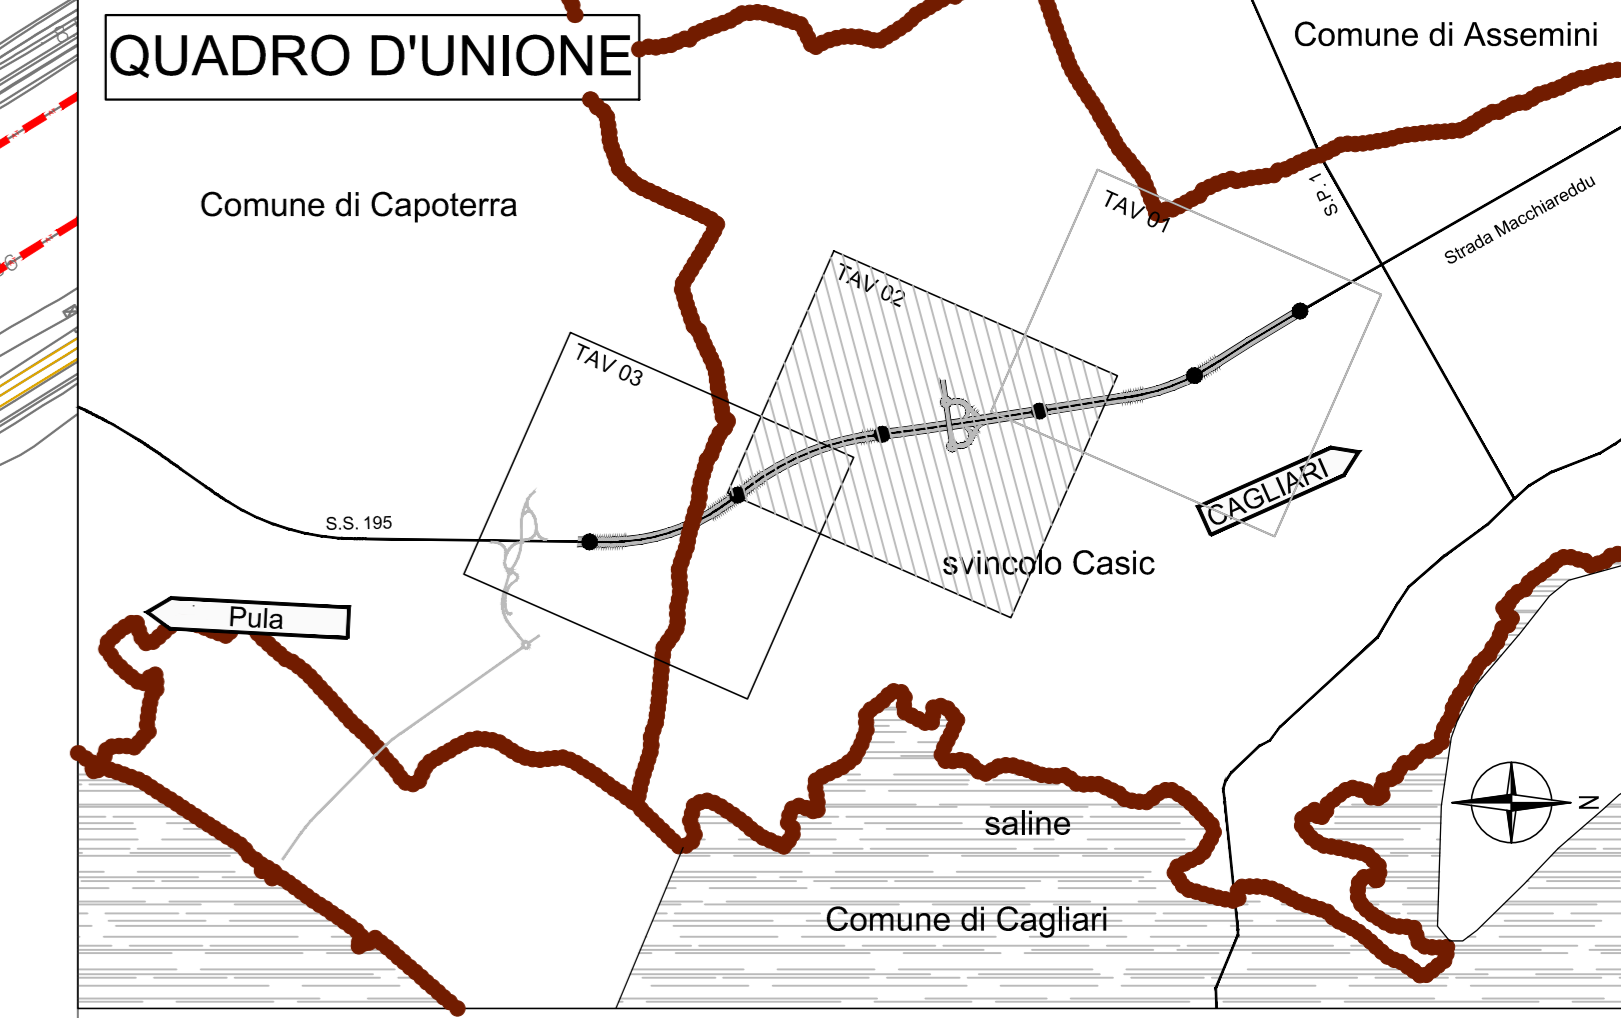 QUADRO D'UNIONE
Comune di Assemini
Comune di Capoterra
S.P. 1
TAV 01
Strada Macchiareddu
TAV 02
TAV 03
CAGLIARI
S.S. 195
svincolo Casic
Pula
N
saline
Comune di Cagliari